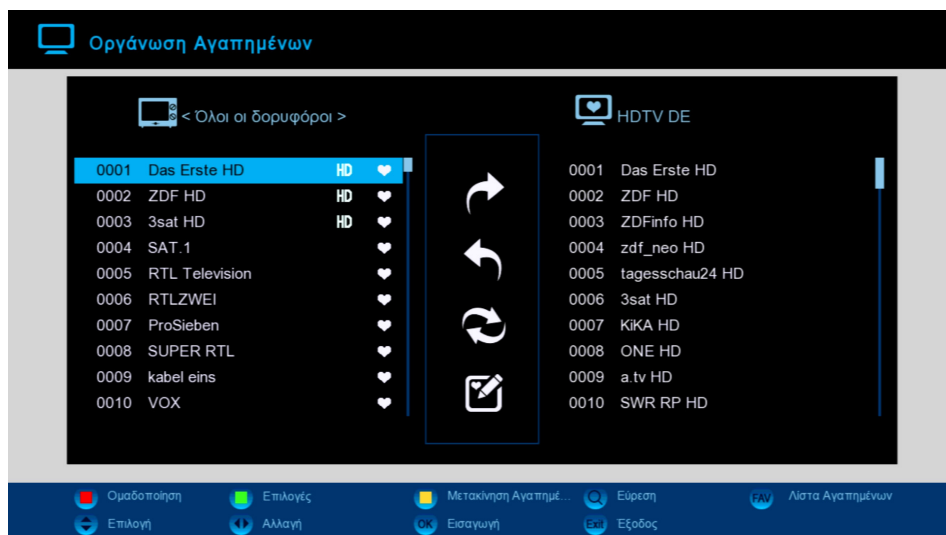 Οργάνωση Αγαπημένων
< Όλοι οι δορυφόροι >
0001 Das Erste HD HD
0002 ZDF HD HD
0003 3sat HD HD
0004 SAT.1
0005 RTL Television
0006 RTLZWEI
0007 ProSieben
0008 SUPER RTL
0009 kabel eins
0010 VOX
HDTV DE
0001 Das Erste HD
0002 ZDF HD
0003 ZDFinfo HD
0004 zdf_neo HD
0005 tagesschau24 HD
0006 3sat HD
0007 KiKA HD
0008 ONE HD
0009 a.tv HD
0010 SWR RP HD
Ομαδοποίηση Επιλογές Μετακίνηση Αγαπημέ... Εύρεση FAV Λίστα Αγαπημένων
Επιλογή Αλλαγή OK Εισαγωγή Exit Έξοδος